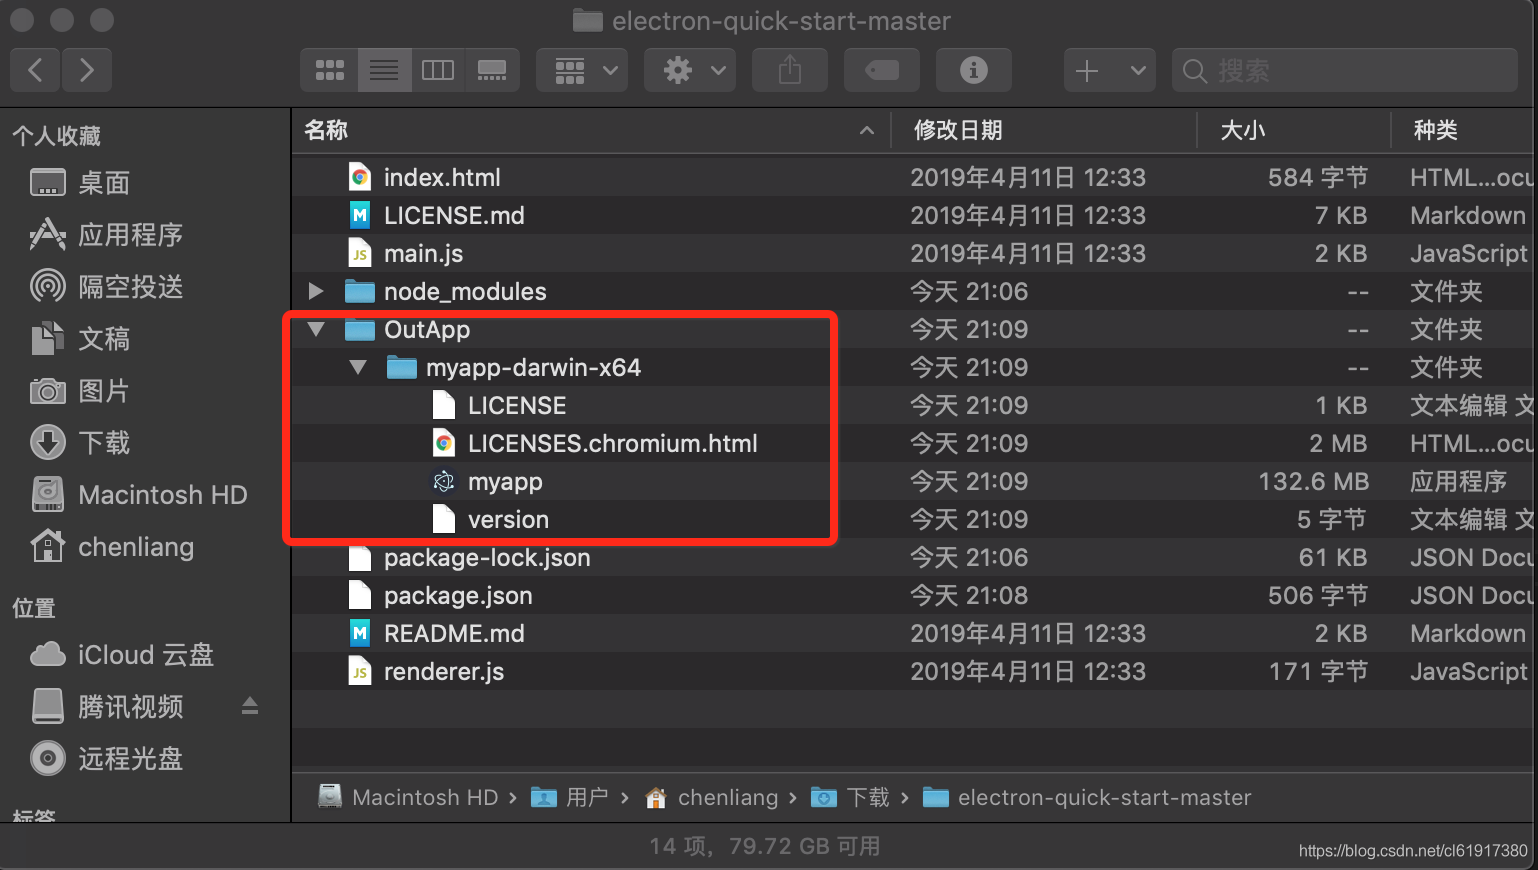 electron-quick-start-master
搜索
名称 修改日期 大小 种类
个人收藏
桌面
应用程序
隔空投送
文稿
图片
下载
Macintosh HD
chenliang
位置
iCloud 云盘
腾讯视频
远程光盘
标签
index.html 2019年4月11日 12:33 584 字节 HTML...ocu
LICENSE.md 2019年4月11日 12:33 7 KB Markdown
main.js 2019年4月11日 12:33 2 KB JavaScript
node_modules 今天 21:06 -- 文件夹
OutApp 今天 21:09 -- 文件夹
myapp-darwin-x64 今天 21:09 -- 文件夹
LICENSE 今天 21:09 1 KB 文本编辑 文
LICENSES.chromium.html 今天 21:09 2 MB HTML...ocu
myapp 今天 21:09 132.6 MB 应用程序
version 今天 21:09 5 字节 文本编辑 文
package-lock.json 今天 21:06 61 KB JSON Docu
package.json 今天 21:08 506 字节 JSON Docu
README.md 2019年4月11日 12:33 2 KB Markdown
renderer.js 2019年4月11日 12:33 171 字节 JavaScript
Macintosh HD › 用户 › chenliang › 下载 › electron-quick-start-master
14 项，79.72 GB 可用
https://blog.csdn.net/cl61917380